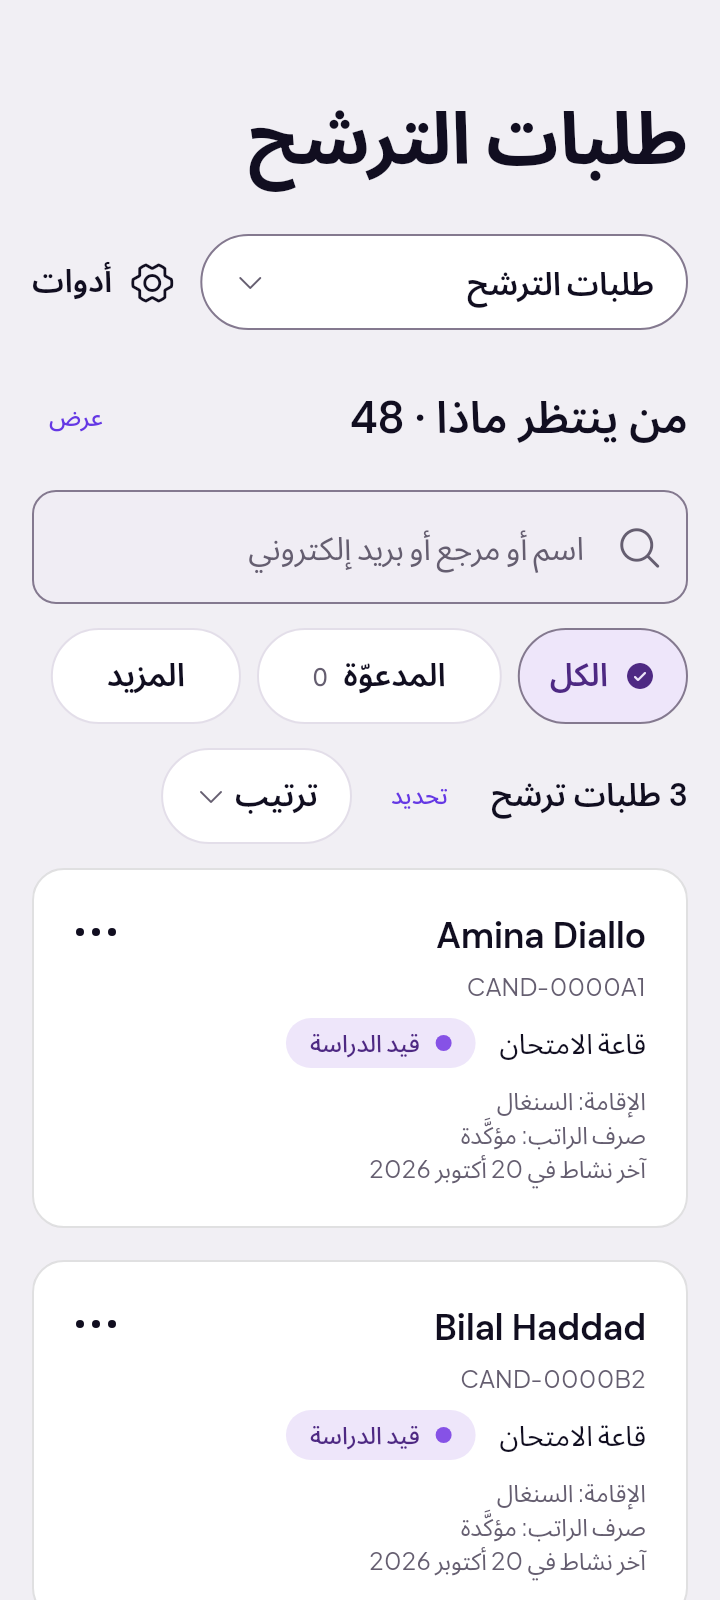 طلبات الترشح
طلبات الترشح
أدوات
من ينتظر ماذا · 48
عرض
اسم أو مرجع أو بريد إلكتروني
الكل
المدعوّة 0
المزيد
3 طلبات ترشح
تحديد
ترتيب
Amina Diallo
CAND-0000A1
قاعة الامتحان
قيد الدراسة
الإقامة: السنغال
صرف الراتب: مؤكَّدة
آخر نشاط في 20 أكتوبر 2026
Bilal Haddad
CAND-0000B2
قاعة الامتحان
قيد الدراسة
الإقامة: السنغال
صرف الراتب: مؤكَّدة
آخر نشاط في 20 أكتوبر 2026